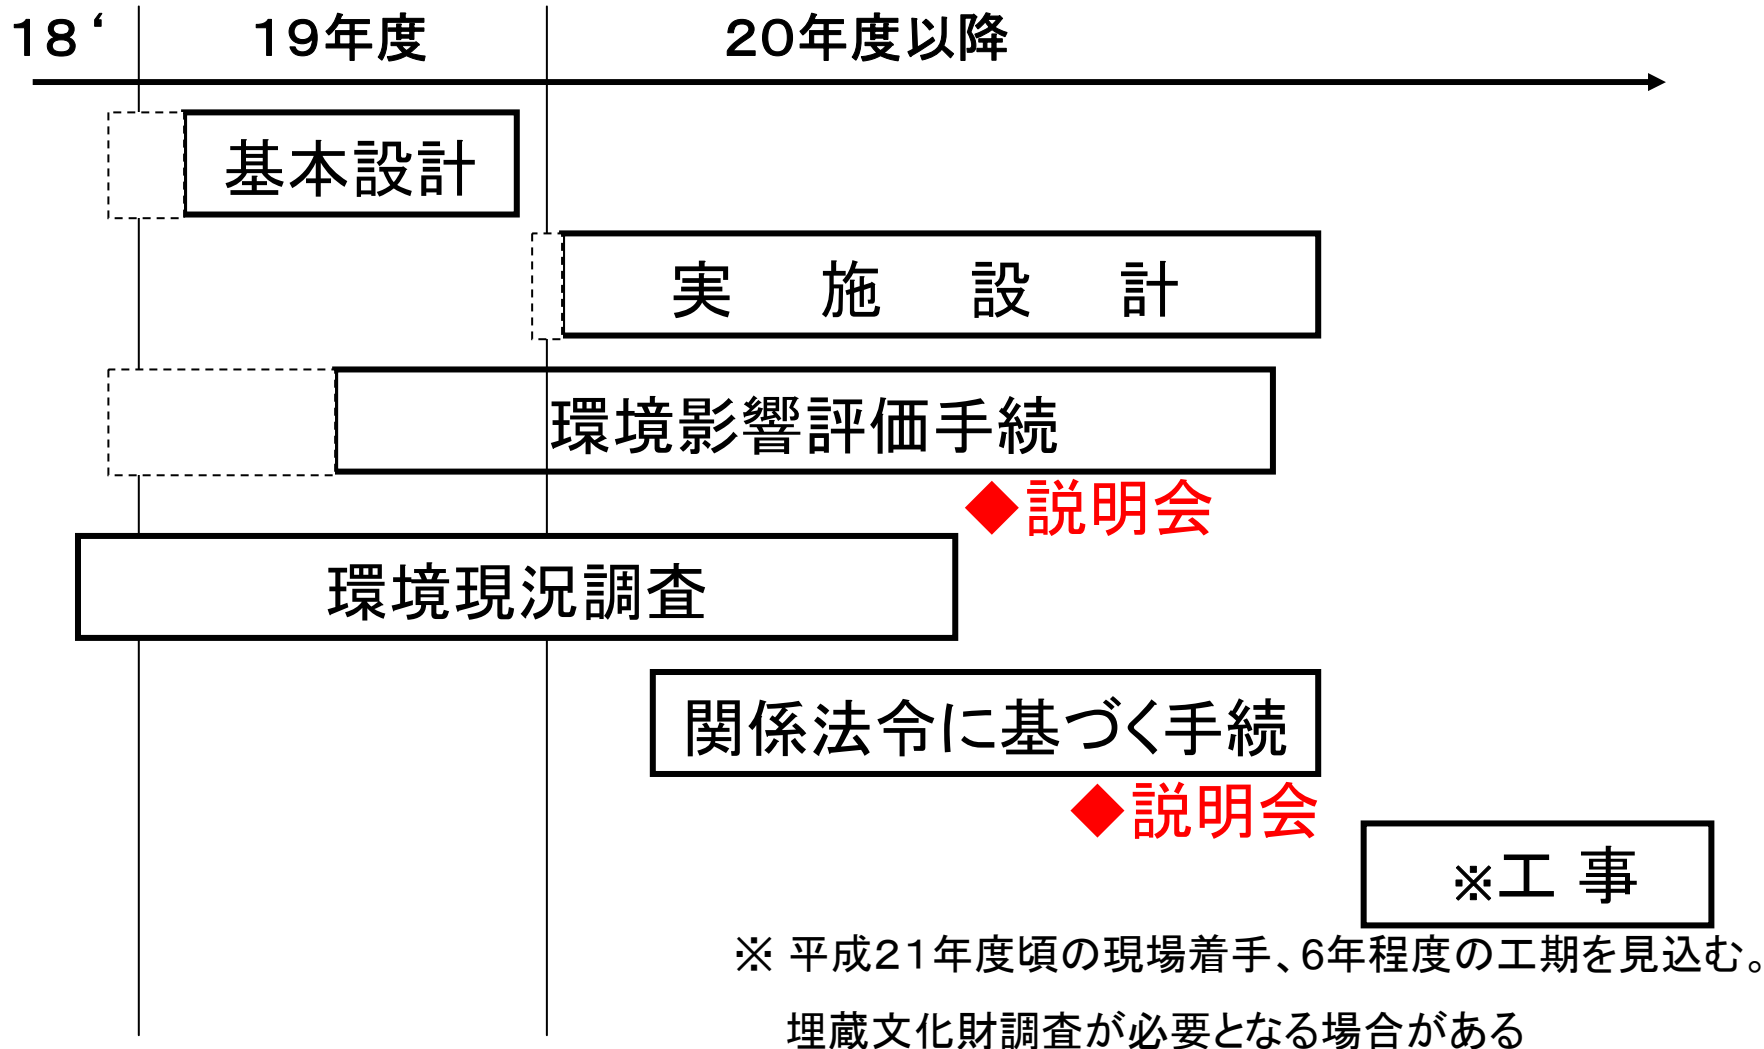 18‘ 19年度 20年度以降
基本設計
実 施 設 計
環境影響評価手続
◆説明会
環境現況調査
関係法令に基づく手続
◆説明会
※工 事
※ 平成21年度頃の現場着手、6年程度の工期を見込む。
埋蔵文化財調査が必要となる場合がある